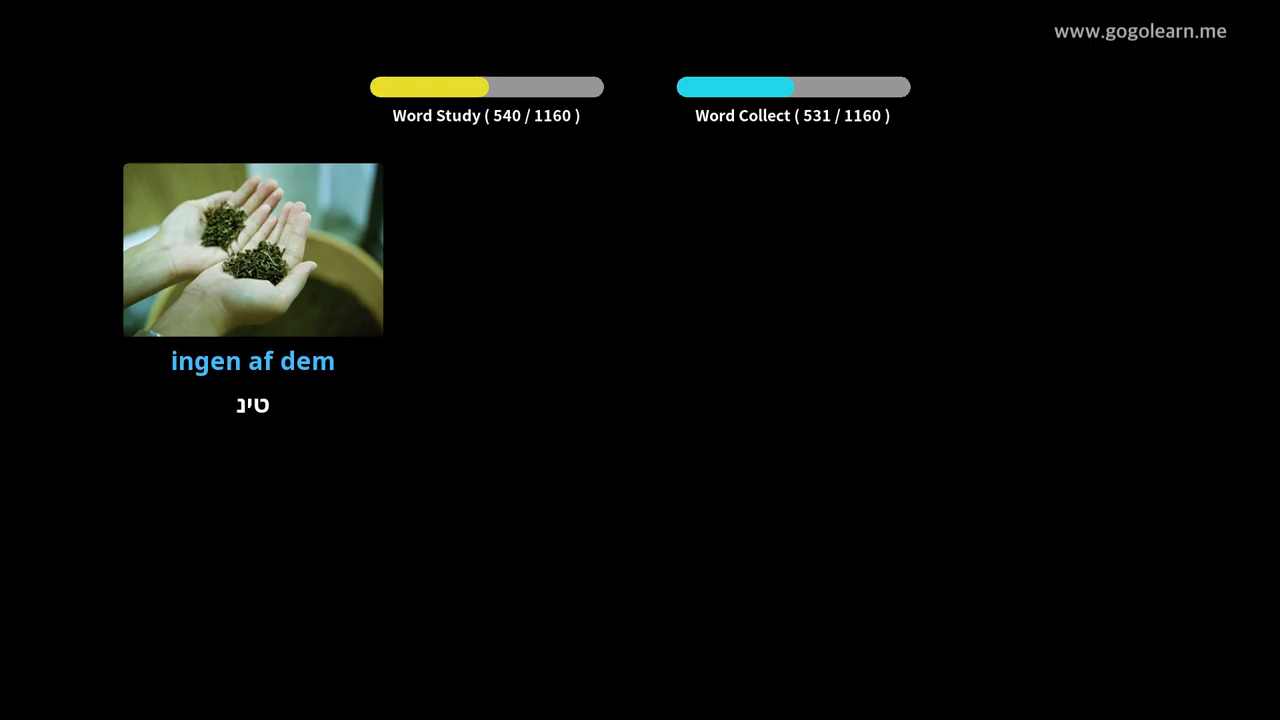 www.gogolearn.me
Word Study ( 540 / 1160 )
Word Collect ( 531 / 1160 )
ingen af dem
טינ